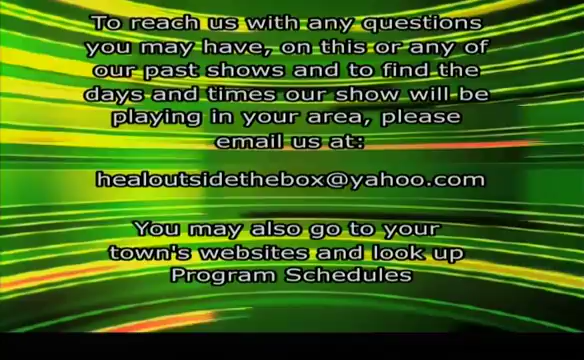 To reach us with any questions
you may have, on this or any of
our past shows and to find the
days and times our show will be
playing in your area, please
email us at:
healoutsidethebox@yahoo.com
You may also go to your
town's websites and look up
Program Schedules